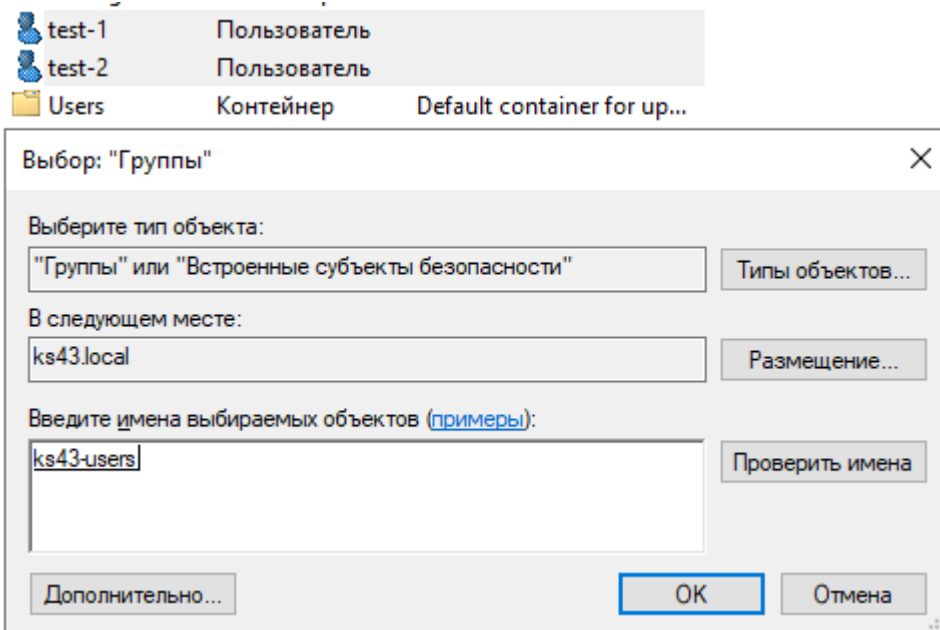 test-1 Пользователь
test-2 Пользователь
Users Контейнер Default container for up...
Выбор: "Группы"
Выберите тип объекта:
"Группы" или "Встроенные субъекты безопасности" Типы объектов...
В следующем месте:
ks43.local Размещение...
Введите имена выбираемых объектов (примеры):
ks43-users Проверить имена
Дополнительно... OK Отмена